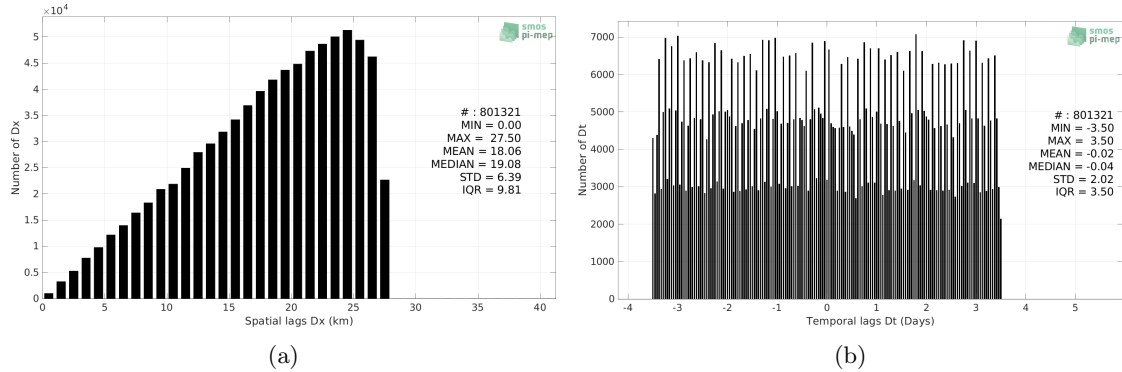 ×10⁴
5
4.5
4
3.5
3
2.5
2
1.5
1
0.5
0
Number of Dx
0 5 10 15 20 25 30 35 40
Spatial lags Dx (km)
smos
pi-mep
# : 801321
MIN = 0.00
MAX = 27.50
MEAN = 18.06
MEDIAN = 19.08
STD = 6.39
IQR = 9.81
(a)
7000
6000
5000
4000
3000
2000
1000
0
Number of Dt
-4 -3 -2 -1 0 1 2 3 4 5
Temporal lags Dt (Days)
smos
pi-mep
# : 801321
MIN = -3.50
MAX = 3.50
MEAN = -0.02
MEDIAN = -0.04
STD = 2.02
IQR = 3.50
(b)